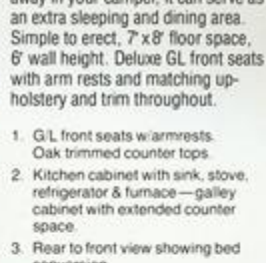 away in your camper, it can serve as
an extra sleeping and dining area.
Simple to erect, 7' x 8' floor space,
6' wall height. Deluxe GL front seats
with arm rests and matching up-
holstery and trim throughout.
1. G/L front seats w/armrests.
Oak trimmed counter tops.
2. Kitchen cabinet with sink, stove,
refrigerator & furnace—galley
cabinet with extended counter
space.
3. Rear to front view showing bed